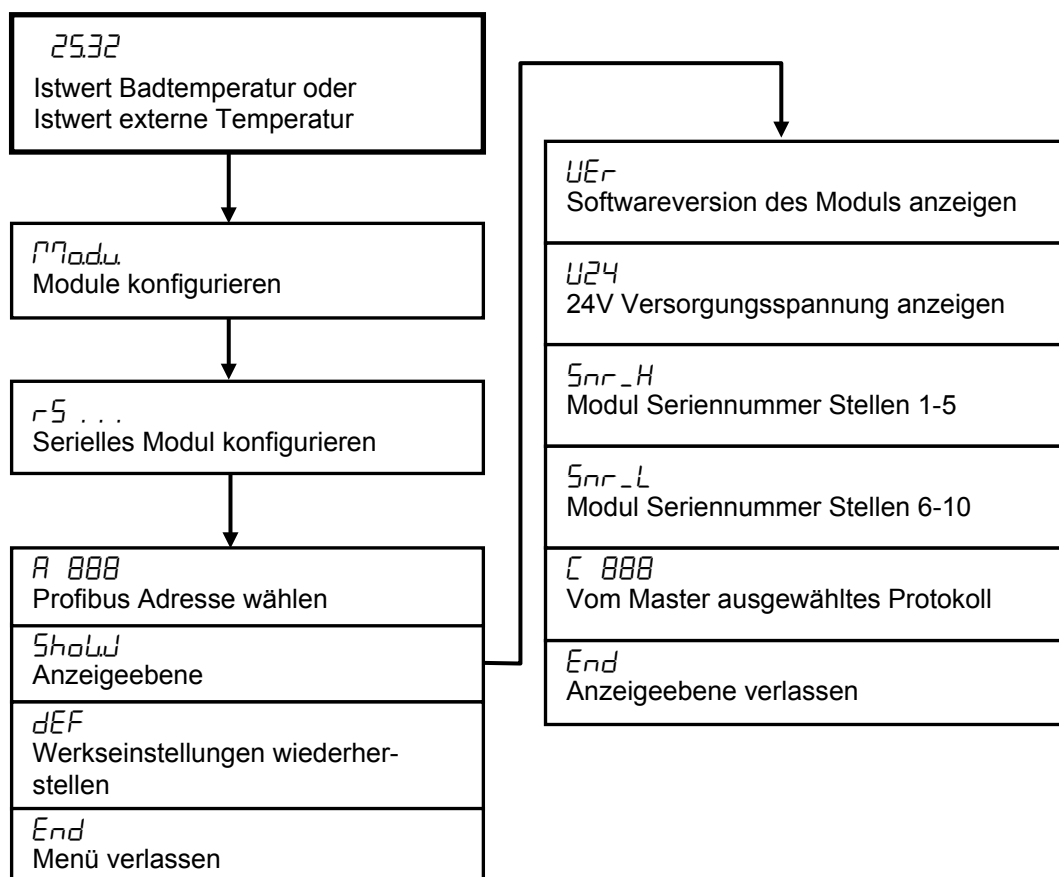 25.32
Istwert Badtemperatur oder
Istwert externe Temperatur
Mo.d.u.
Module konfigurieren
rS . . .
Serielles Modul konfigurieren
A 888
Profibus Adresse wählen
Sho.W
Anzeigeebene
dEF
Werkseinstellungen wiederher-
stellen
End
Menü verlassen
UEr
Softwareversion des Moduls anzeigen
U24
24V Versorgungsspannung anzeigen
Snr_H
Modul Seriennummer Stellen 1-5
Snr_L
Modul Seriennummer Stellen 6-10
C 888
Vom Master ausgewähltes Protokoll
End
Anzeigeebene verlassen